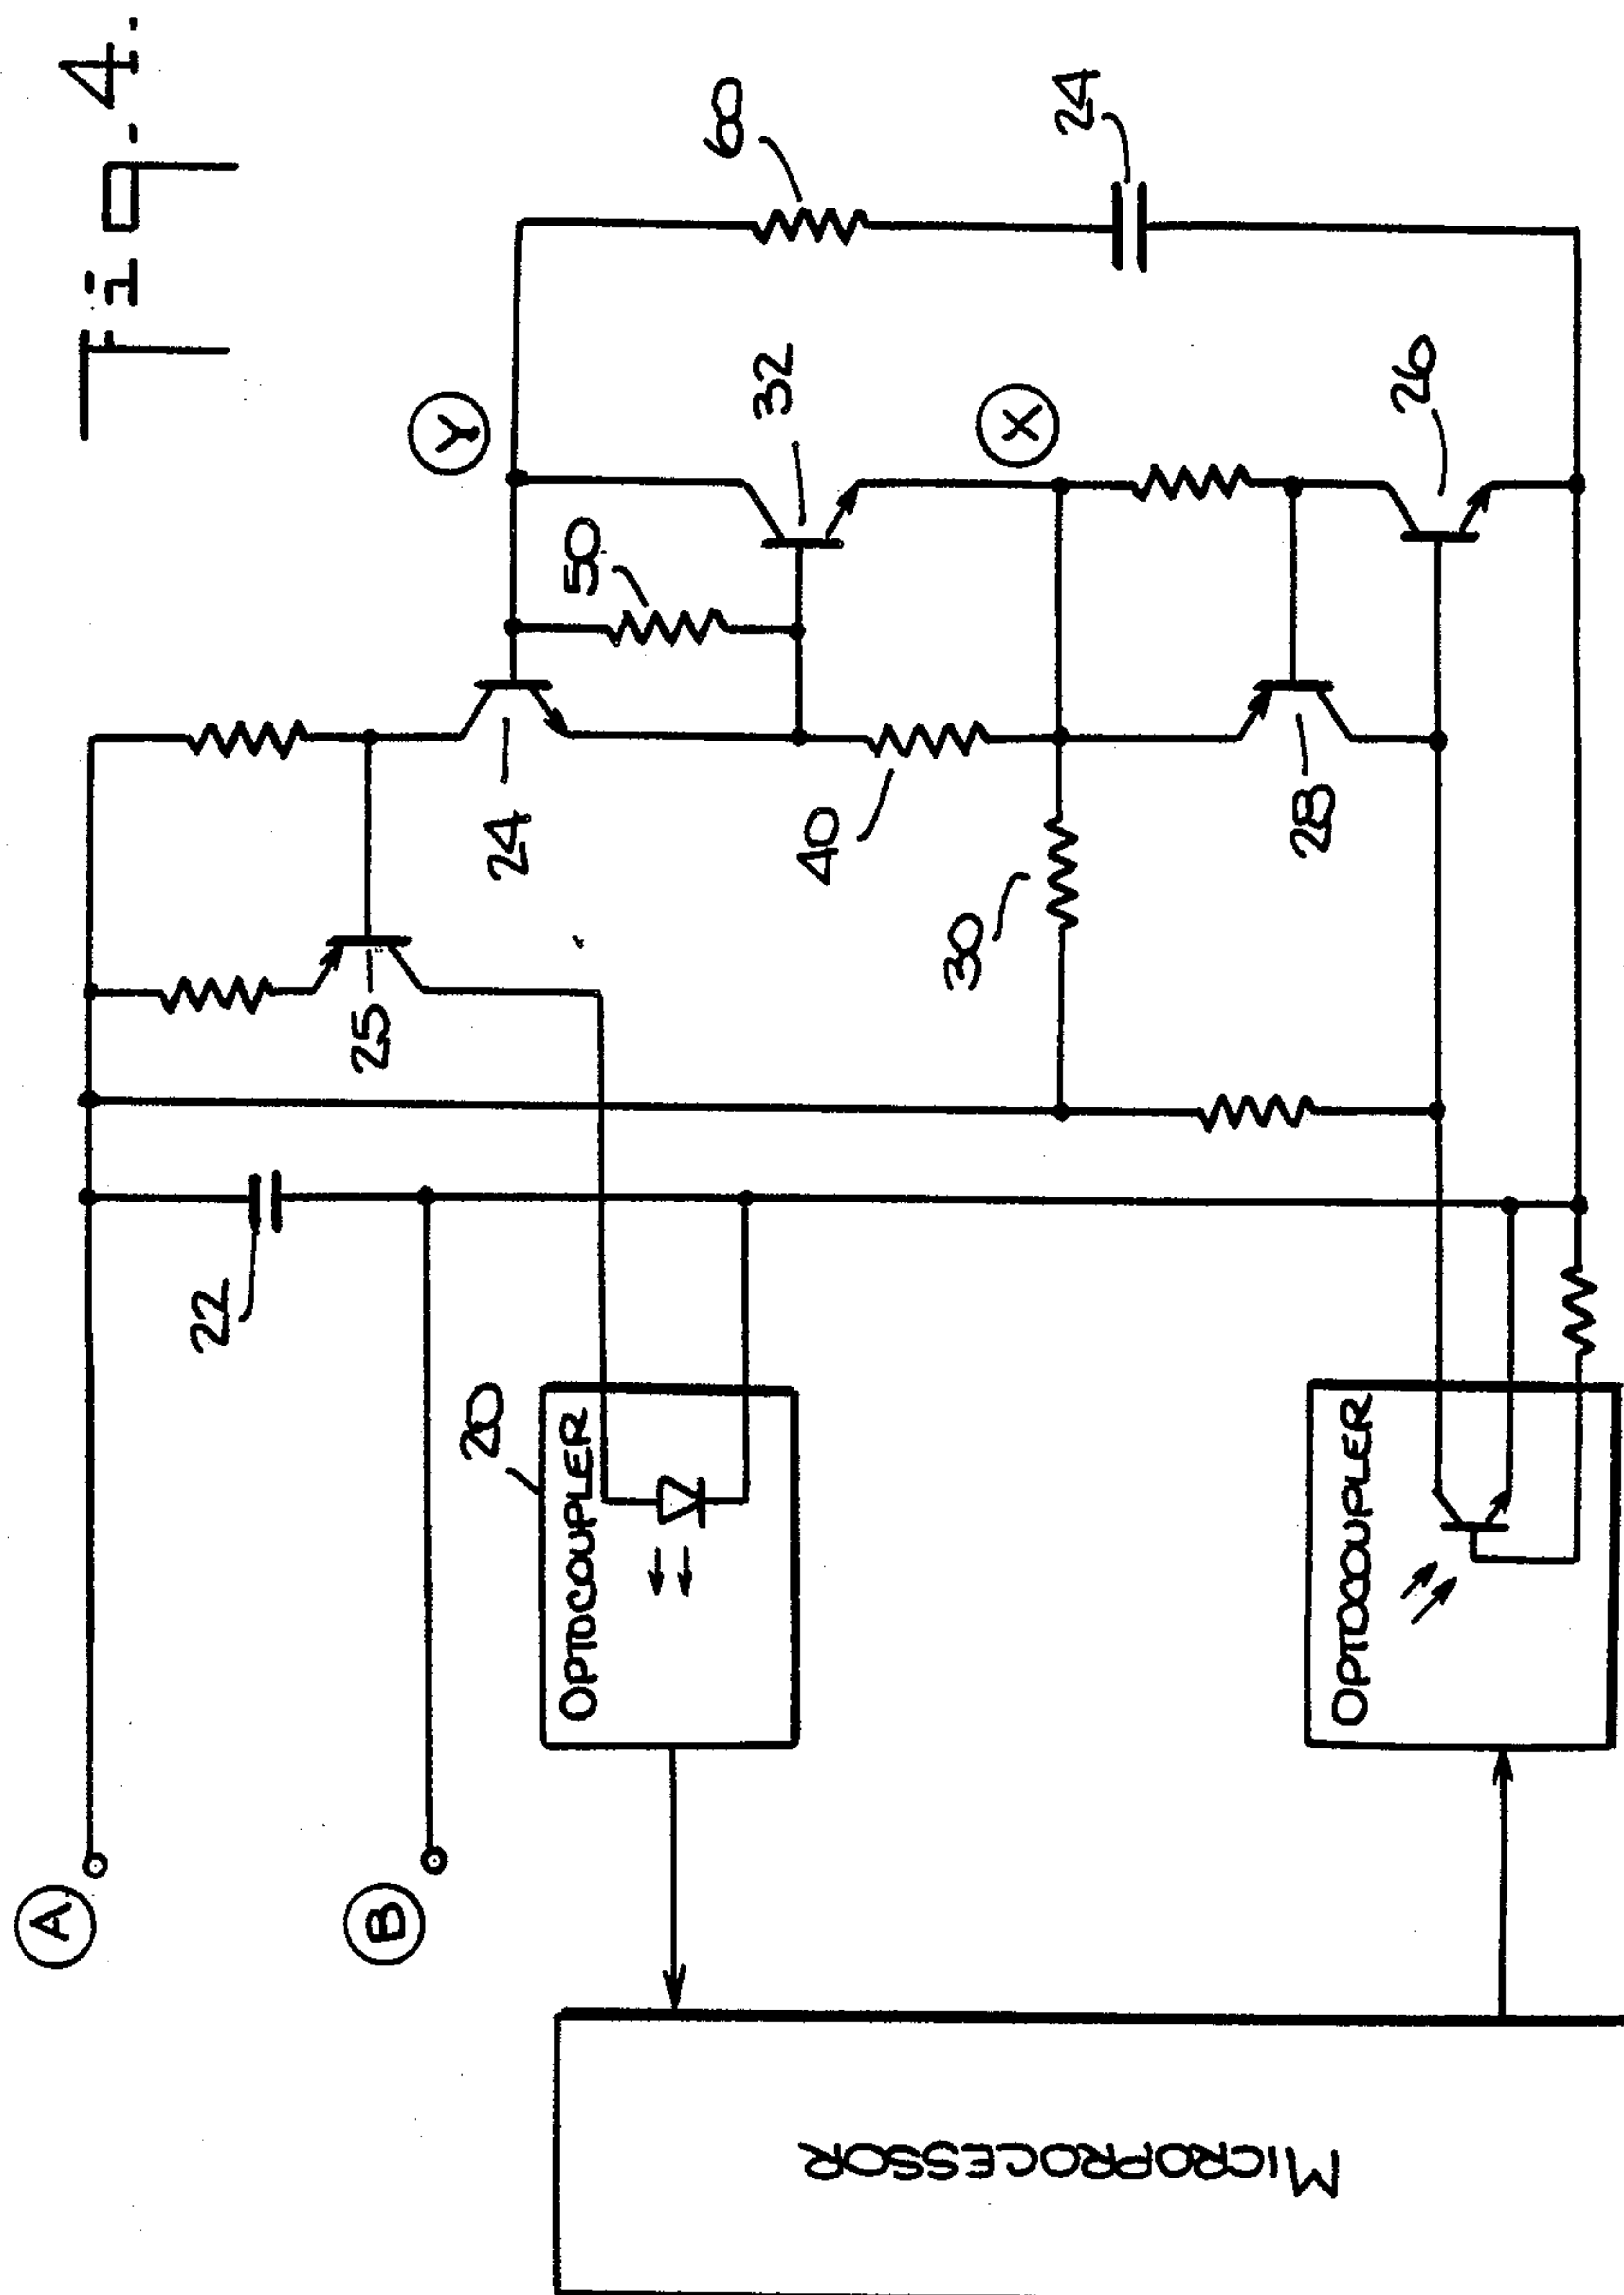 Fig. 4.
A
B
22
25
24
20
OPTOCOUPLER
Y
50
32
60
24
40
30
X
28
26
OPTOCOUPLER
MICROPROCESSOR